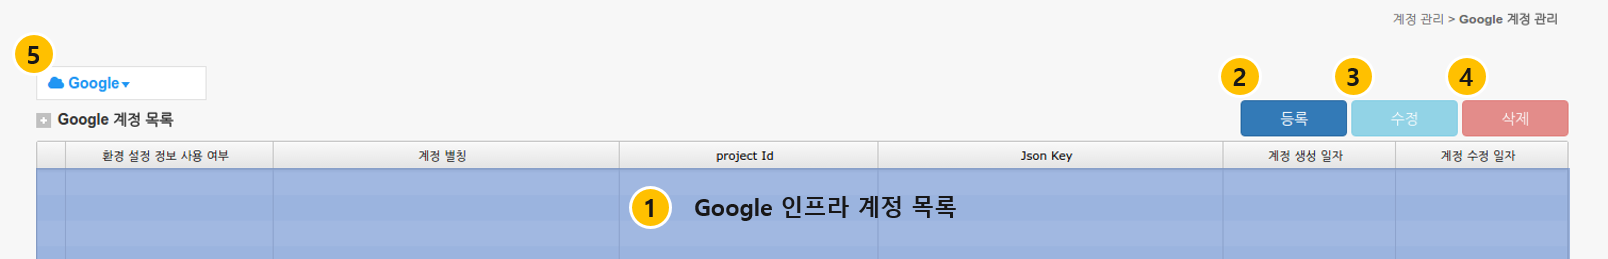 계정 관리 > Google 계정 관리
5
Google
2 3 4
등록 수정 삭제
Google 계정 목록
환경 설정 정보 사용 여부 계정 별칭 project Id Json Key 계정 생성 일자 계정 수정 일자
1 Google 인프라 계정 목록